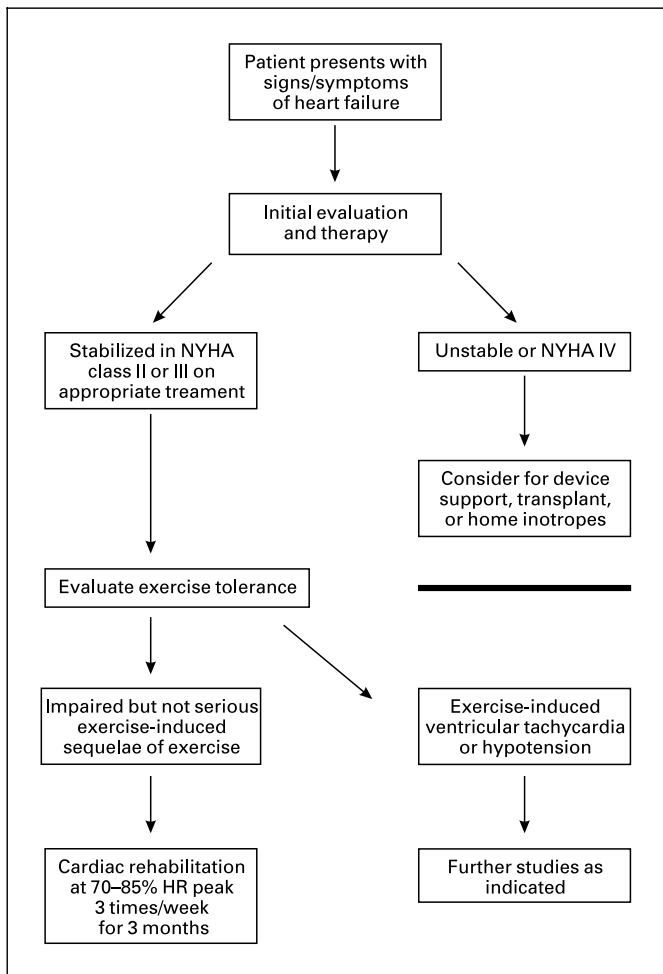 Patient presents with
signs/symptoms
of heart failure
Initial evaluation
and therapy
Stabilized in NYHA
class II or III on
appropriate treament
Unstable or NYHA IV
Consider for device
support, transplant,
or home inotropes
Evaluate exercise tolerance
Impaired but not serious
exercise-induced
sequelae of exercise
Exercise-induced
ventricular tachycardia
or hypotension
Cardiac rehabilitation
at 70–85% HR peak
3 times/week
for 3 months
Further studies as
indicated